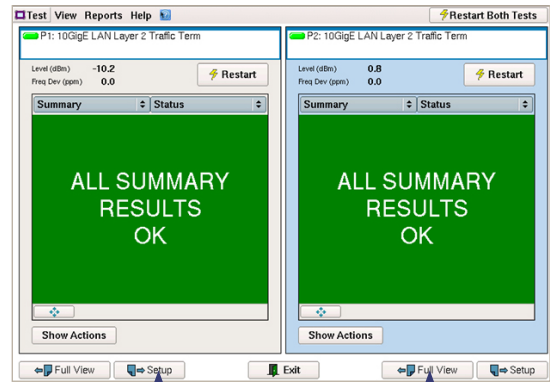 Test View Reports Help
Restart Both Tests
P1: 10GigE LAN Layer 2 Traffic Term
Level (dBm) -10.2
Freq Dev (ppm) 0.0
Restart
Summary Status
ALL SUMMARY
RESULTS
OK
Show Actions
P2: 10GigE LAN Layer 2 Traffic Term
Level (dBm) 0.8
Freq Dev (ppm) 0.0
Restart
Summary Status
ALL SUMMARY
RESULTS
OK
Show Actions
Full View Setup Exit Full View Setup